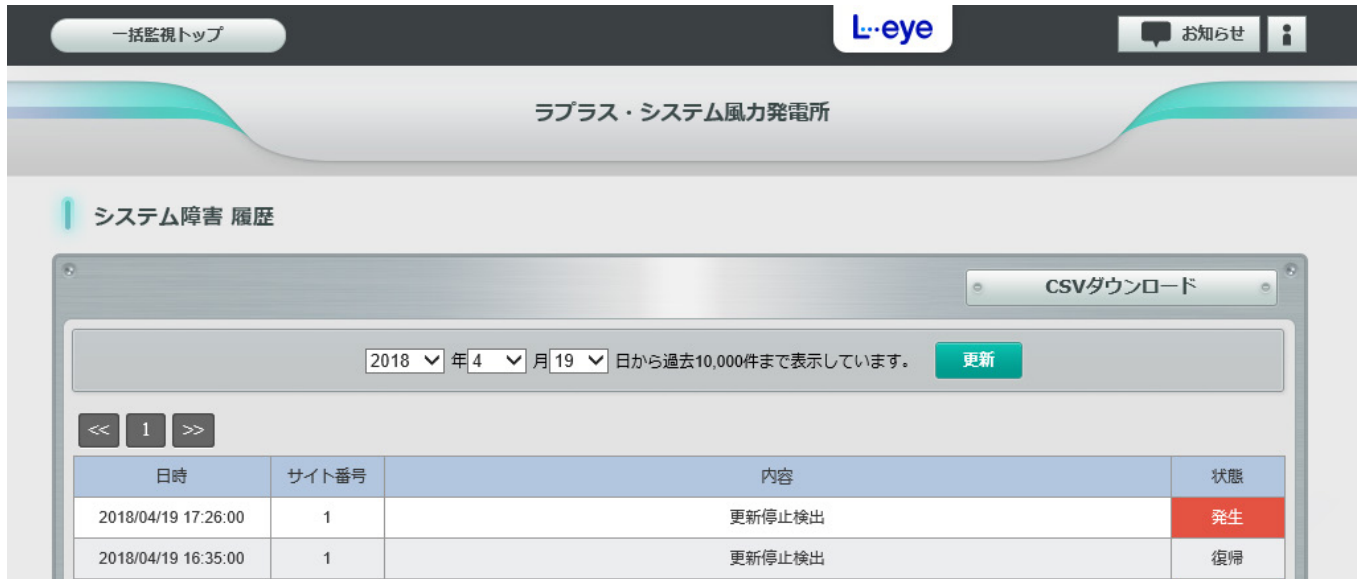 一括監視トップ L・・・eye お知らせ
ラプラス・システム風力発電所
システム障害 履歴
CSVダウンロード
2018 年 4 月 19 日から過去10,000件まで表示しています。 更新
<< 1 >>
日時 サイト番号 内容 状態
2018/04/19 17:26:00 1 更新停止検出 発生
2018/04/19 16:35:00 1 更新停止検出 復帰